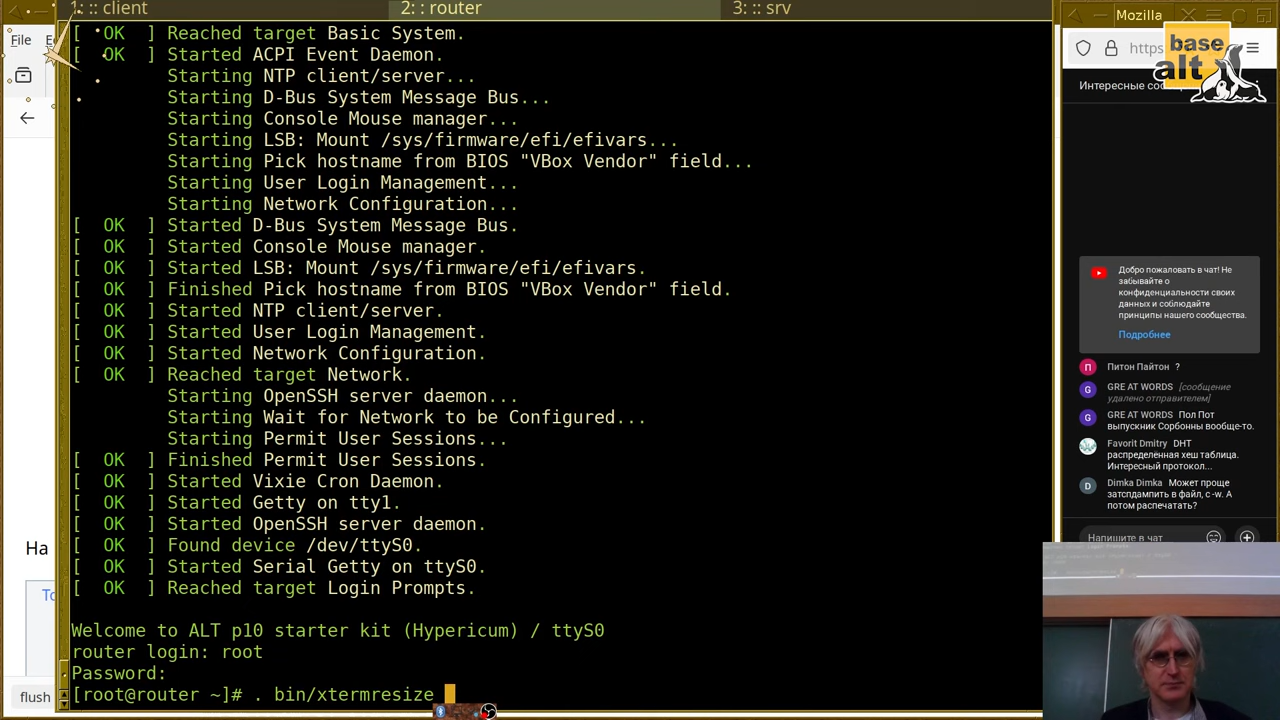 1: :: client
2: : router
3: :: srv
[  OK  ] Reached target Basic System.
[  OK  ] Started ACPI Event Daemon.
Starting NTP client/server...
Starting D-Bus System Message Bus...
Starting Console Mouse manager...
Starting LSB: Mount /sys/firmware/efi/efivars...
Starting Pick hostname from BIOS "VBox Vendor" field...
Starting User Login Management...
Starting Network Configuration...
[  OK  ] Started D-Bus System Message Bus.
[  OK  ] Started Console Mouse manager.
[  OK  ] Started LSB: Mount /sys/firmware/efi/efivars.
[  OK  ] Finished Pick hostname from BIOS "VBox Vendor" field.
[  OK  ] Started NTP client/server.
[  OK  ] Started User Login Management.
[  OK  ] Started Network Configuration.
[  OK  ] Reached target Network.
Starting OpenSSH server daemon...
Starting Wait for Network to be Configured...
Starting Permit User Sessions...
[  OK  ] Finished Permit User Sessions.
[  OK  ] Started Vixie Cron Daemon.
[  OK  ] Started Getty on tty1.
[  OK  ] Started OpenSSH server daemon.
[  OK  ] Found device /dev/ttyS0.
[  OK  ] Started Serial Getty on ttyS0.
[  OK  ] Reached target Login Prompts.
Welcome to ALT p10 starter kit (Hypericum) / ttyS0
router login: root
Password:
[root@router ~]# . bin/xtermresize
File
На
flush
Mozilla
https
base
alt
Интересные соо
Добро пожаловать в чат! Не
забывайте о
конфиденциальности своих
данных и соблюдайте
принципы нашего сообщества.
Подробнее
П Питон Пайтон ?
G GRE AT WORDS [сообщение
удалено отправителем]
G GRE AT WORDS Пол Пот
выпускник Сорбонны вообще-то.
Favorit Dmitry DHT
распределённая хеш таблица.
Интересный протокол...
D Dimka Dimka Может проще
затспдампить в файл, с -w. А
потом распечатать?
Напишите в чат